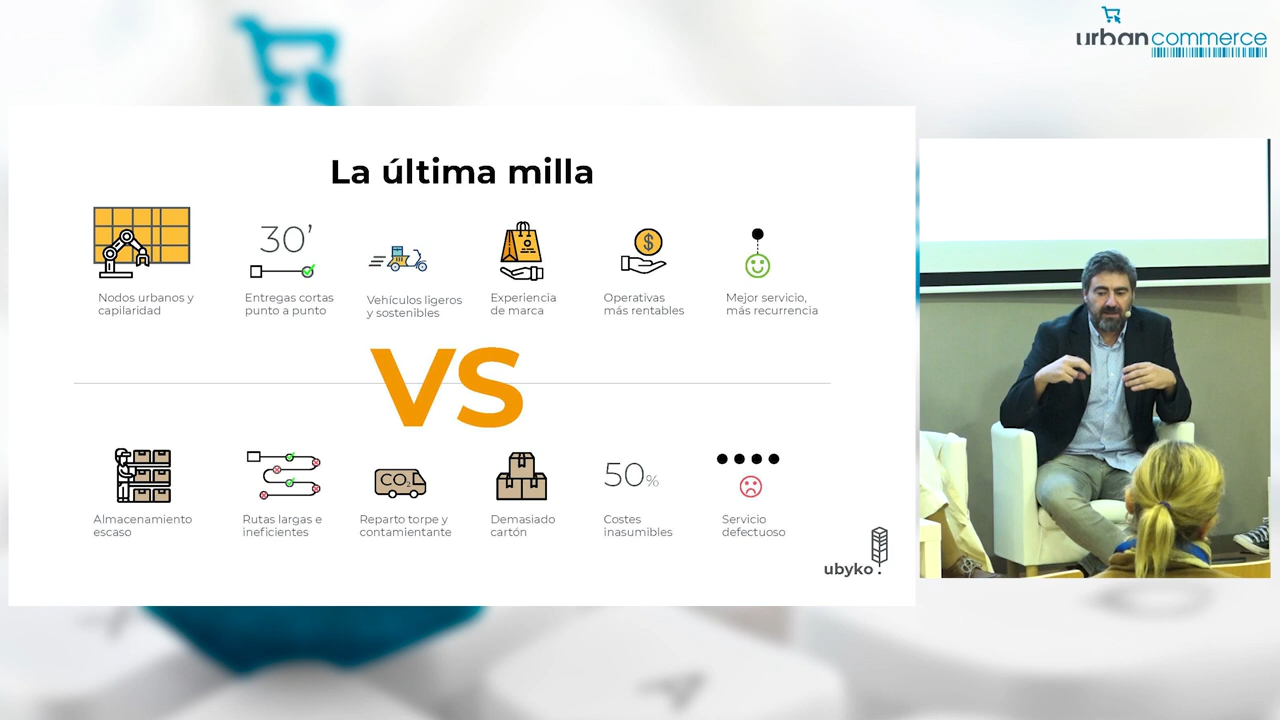 urbancommerce
La última milla
30’
Nodos urbanos y
capilaridad
Entregas cortas
punto a punto
Vehículos ligeros
y sostenibles
Experiencia
de marca
$
Operativas
más rentables
Mejor servicio,
más recurrencia
VS
Almacenamiento
escaso
Rutas largas e
ineficientes
CO2
Reparto torpe y
contamientante
Demasiado
cartón
50%
Costes
inasumibles
Servicio
defectuoso
ubyko